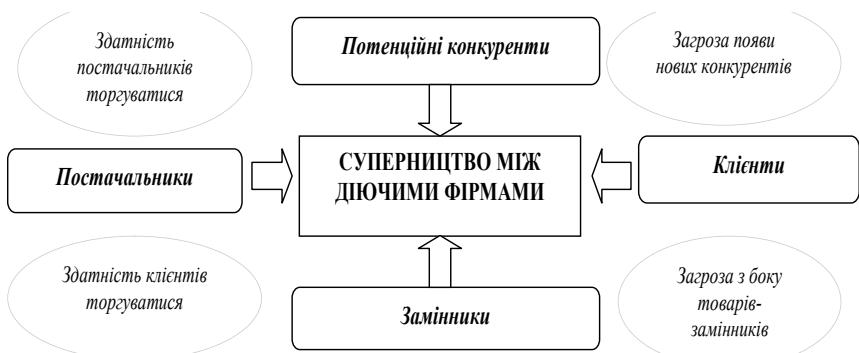 Здатність
постачальників
торгуватися
Потенційні конкуренти
Загроза появи
нових конкурентів
Постачальники
СУПЕРНИЦТВО МІЖ
ДІЮЧИМИ ФІРМАМИ
Клієнти
Здатність клієнтів
торгуватися
Замінники
Загроза з боку
товарів-
замінників